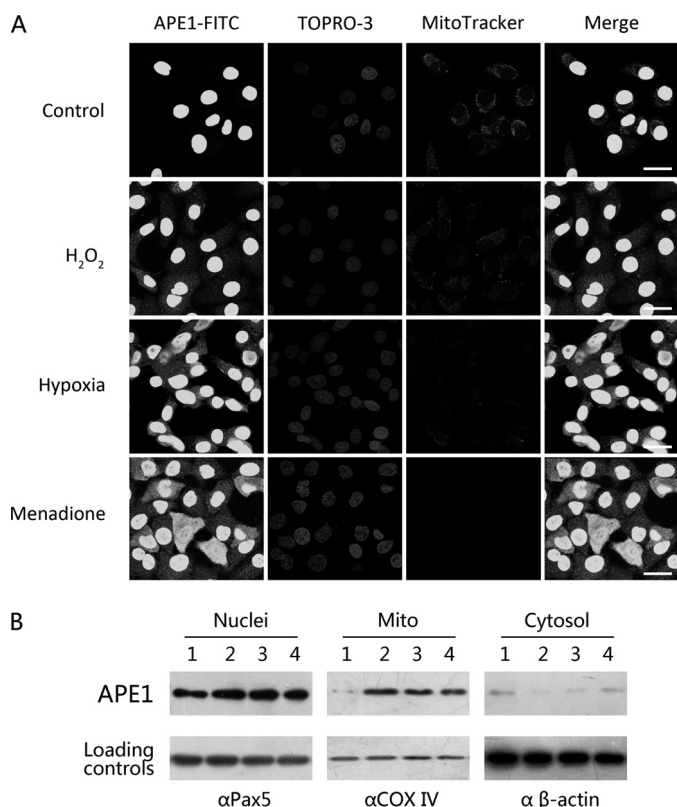 A
APE1-FITC TOPRO-3 MitoTracker Merge
Control
H₂O₂
Hypoxia
Menadione
B
Nuclei Mito Cytosol
1 2 3 4 1 2 3 4 1 2 3 4
APE1
Loading
controls
αPax5 αCOX IV α β-actin